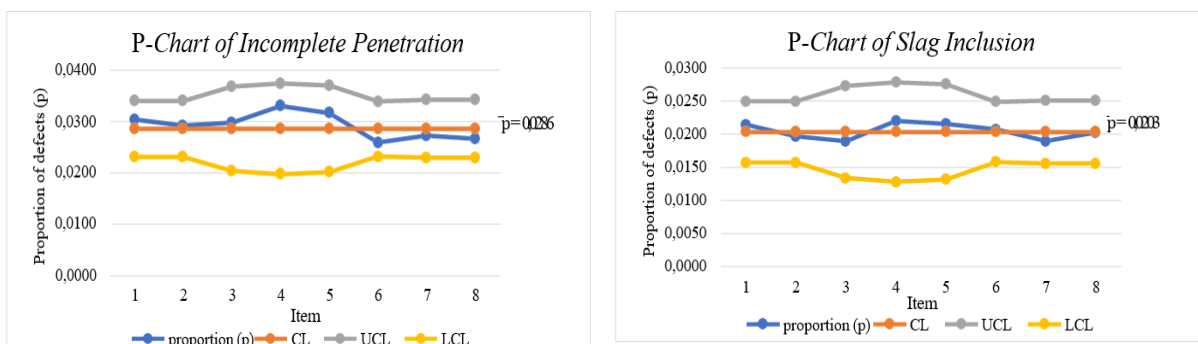 P-Chart of Incomplete Penetration
Proportion of defects (p)
0,0400
0,0300
0,0200
0,0100
0,0000
1 2 3 4 5 6 7 8
Item
proportion (p) CL UCL LCL
P-Chart of Slag Inclusion
Proportion of defects (p)
0,0300
0,0250
0,0200
0,0150
0,0100
0,0050
0,0000
1 2 3 4 5 6 7 8
Item
proportion (p) CL UCL LCL